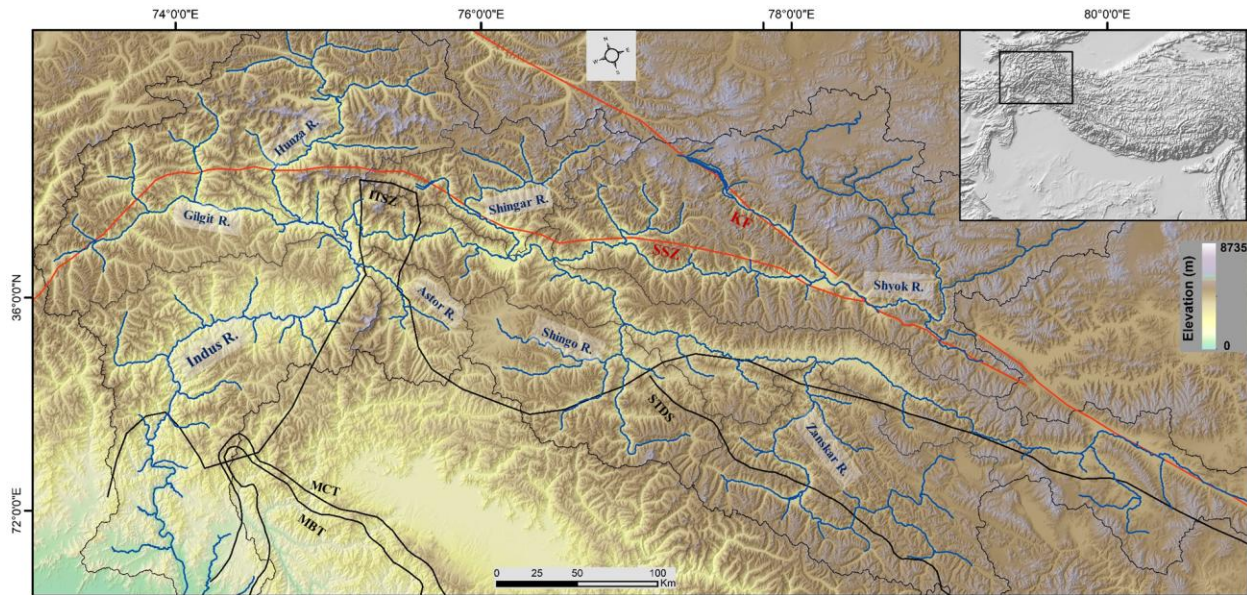 74°0'0"E
76°0'0"E
78°0'0"E
80°0'0"E
N
E
W
S
Hunza R.
ITSZ
Shingar R.
Gilgit R.
KF
SSZ
8735
Elevation (m)
0
Shyok R.
36°0'0"E
Astor R.
Shingo R.
Indus R.
STDS
Zanskar R.
MCT
MBT
72°0'0"E
0 25 50 100
Km